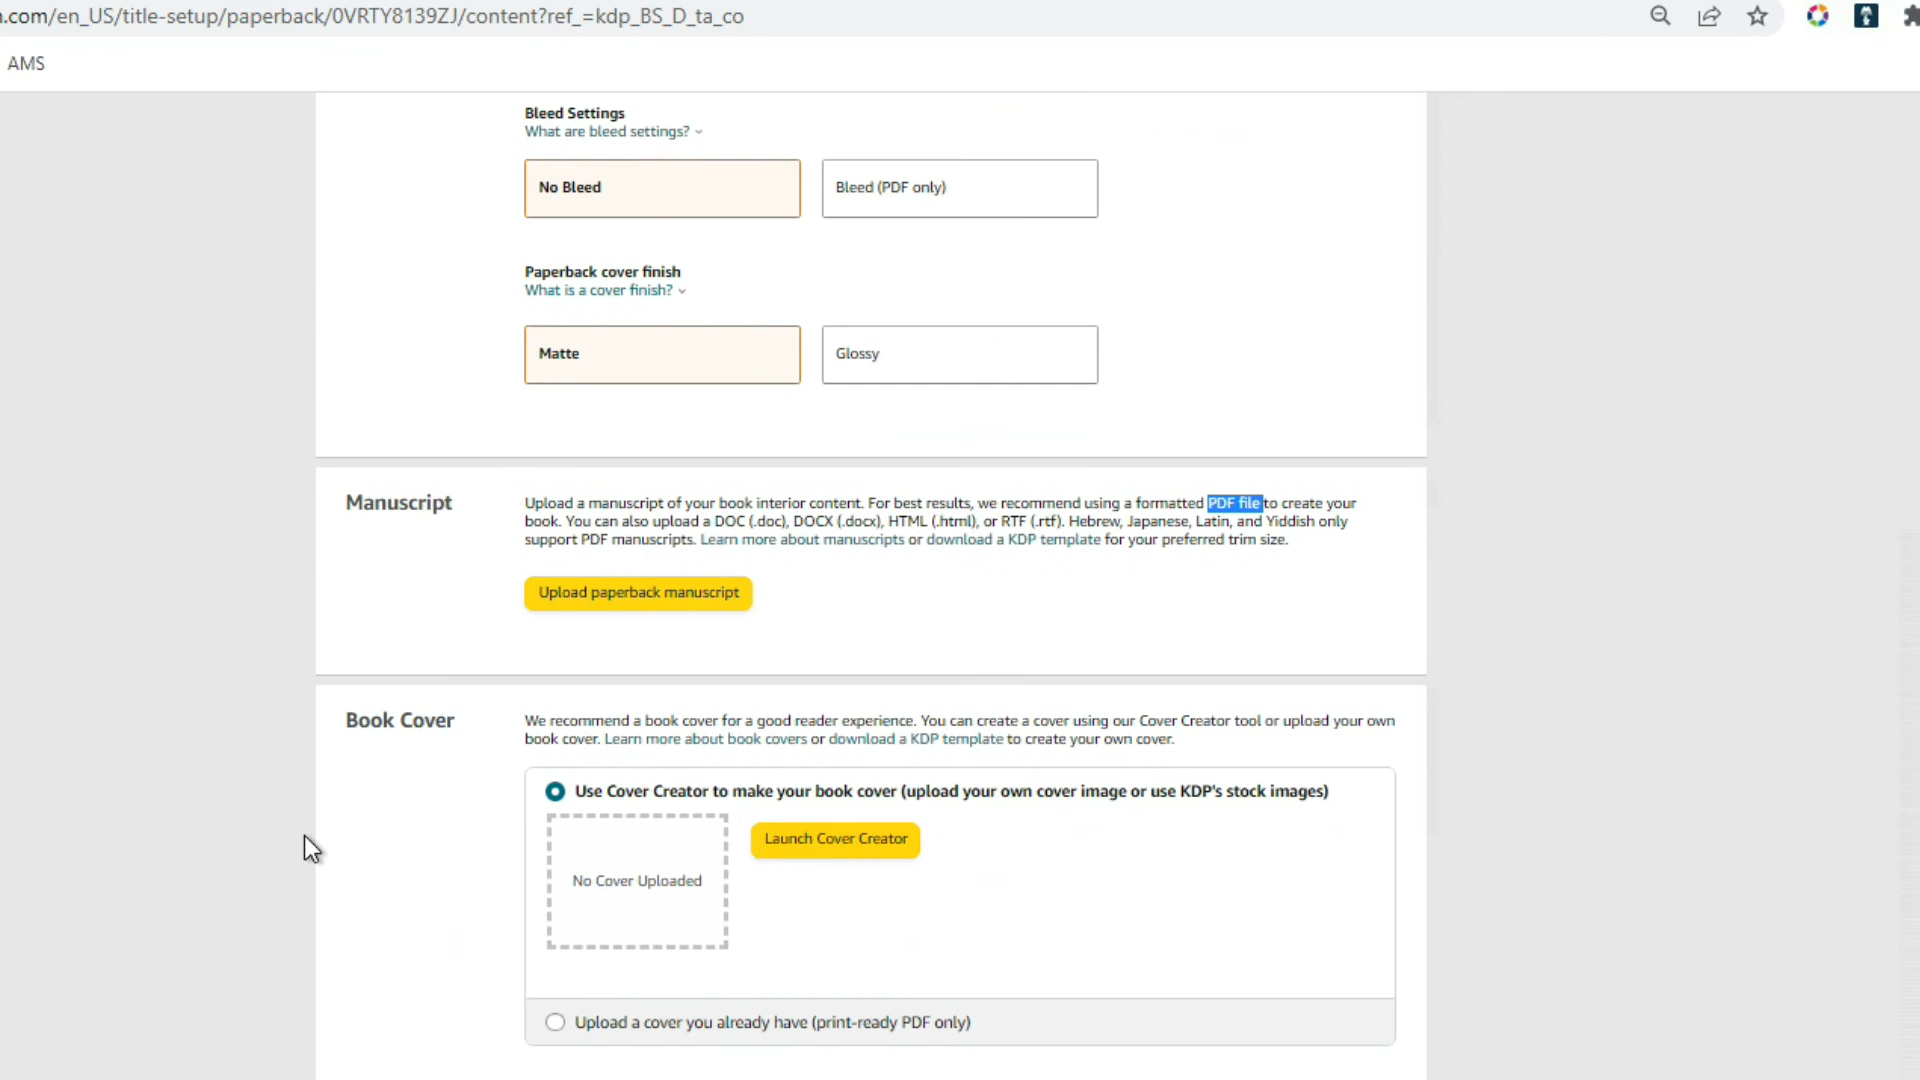 .com/en_US/title-setup/paperback/0VRTY8139ZJ/content?ref_=kdp_BS_D_ta_co
AMS
Bleed Settings
What are bleed settings?
No Bleed
Bleed (PDF only)
Paperback cover finish
What is a cover finish?
Matte
Glossy
Manuscript
Upload a manuscript of your book interior content. For best results, we recommend using a formatted PDF file to create your
book. You can also upload a DOC (.doc), DOCX (.docx), HTML (.html), or RTF (.rtf). Hebrew, Japanese, Latin, and Yiddish only
support PDF manuscripts. Learn more about manuscripts or download a KDP template for your preferred trim size.
Upload paperback manuscript
Book Cover
We recommend a book cover for a good reader experience. You can create a cover using our Cover Creator tool or upload your own
book cover. Learn more about book covers or download a KDP template to create your own cover.
Use Cover Creator to make your book cover (upload your own cover image or use KDP's stock images)
Launch Cover Creator
No Cover Uploaded
Upload a cover you already have (print-ready PDF only)